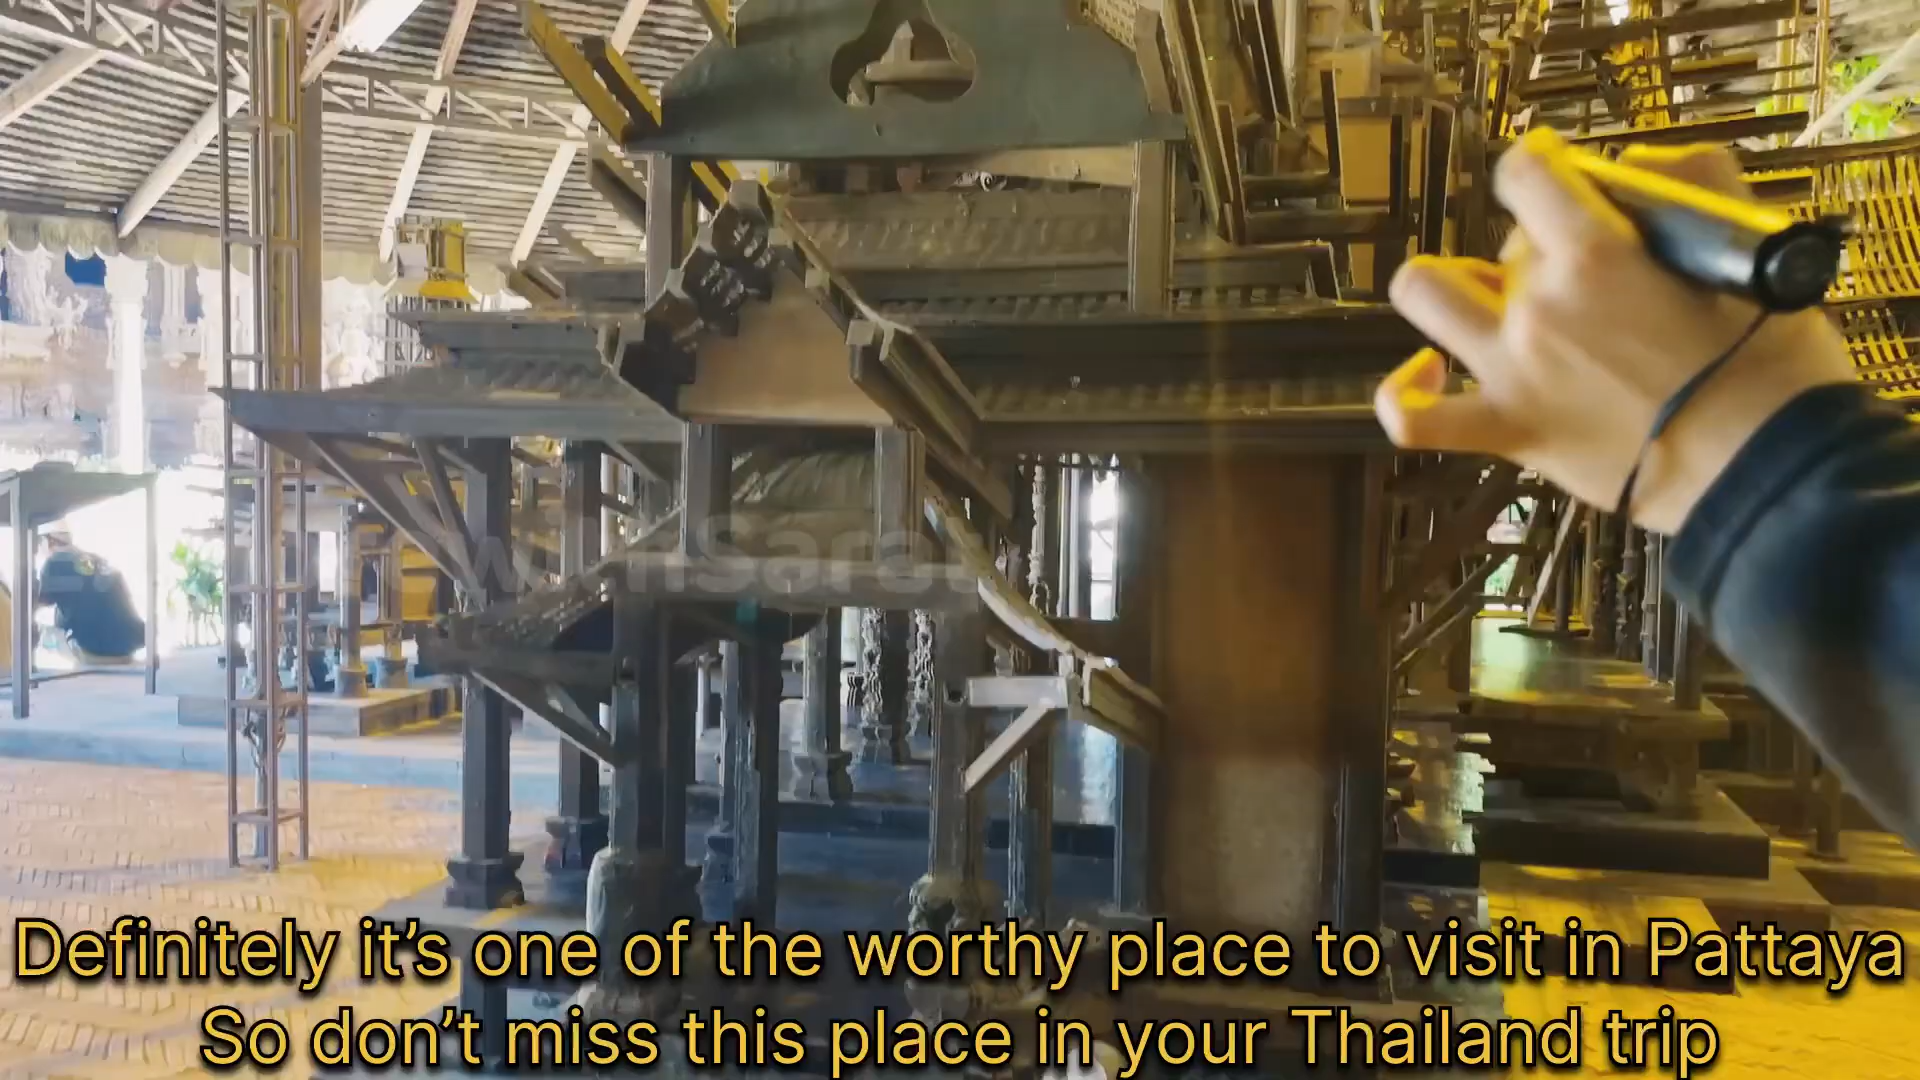 Definitely it's one of the worthy place to visit in Pattaya
So don't miss this place in your Thailand trip